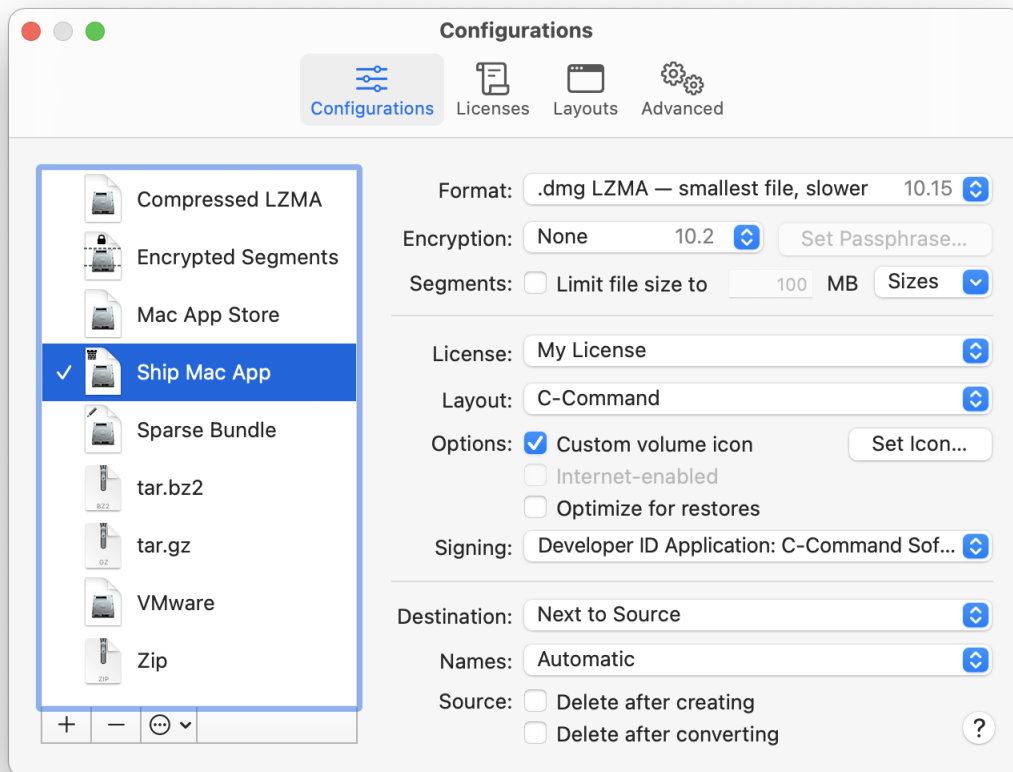 Configurations
Configurations Licenses Layouts Advanced
Compressed LZMA
Encrypted Segments
Mac App Store
Ship Mac App
Sparse Bundle
BZ2
tar.bz2
GZ
tar.gz
VMware
ZIP
Zip
Format: .dmg LZMA — smallest file, slower 10.15
Encryption: None 10.2 Set Passphrase...
Segments: Limit file size to 100 MB Sizes
License: My License
Layout: C-Command
Options: Custom volume icon Set Icon...
Internet-enabled
Optimize for restores
Signing: Developer ID Application: C-Command Sof...
Destination: Next to Source
Names: Automatic
Source: Delete after creating
Delete after converting
?